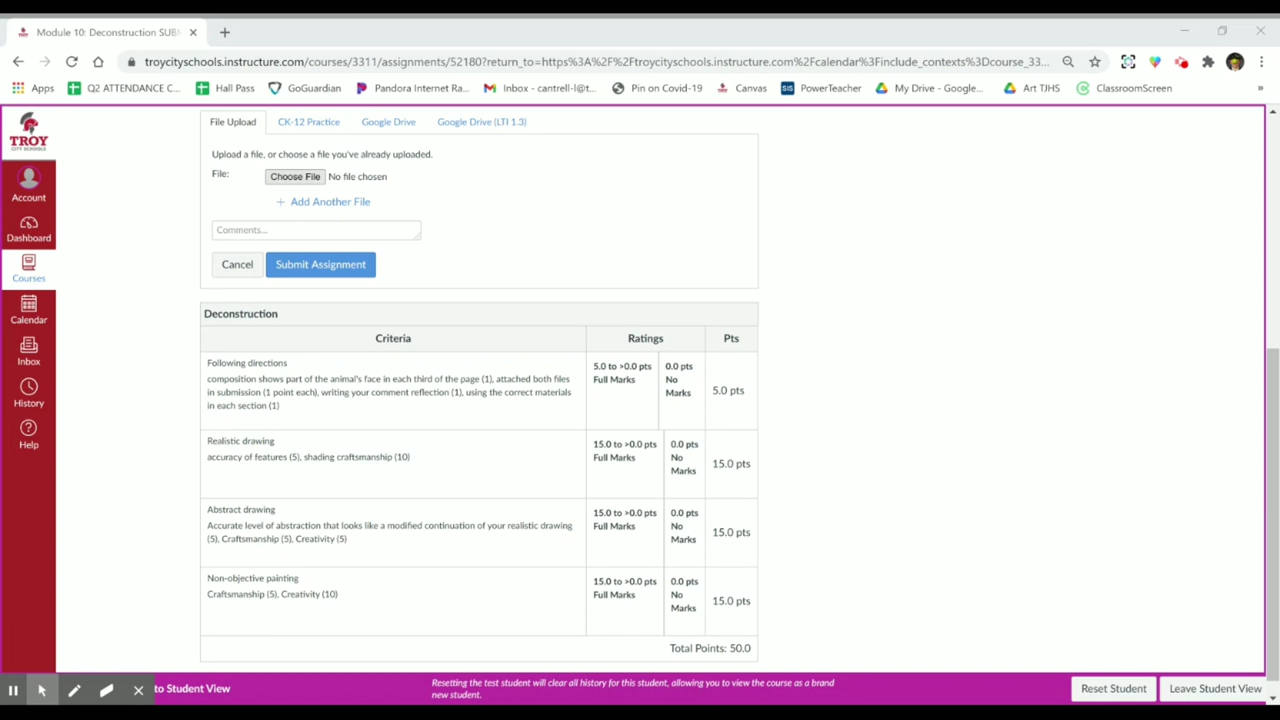 Module 10: Deconstruction SUBM
troycityschools.instructure.com/courses/3311/assignments/52180?return_to=https%3A%2F%2Ftroycityschools.instructure.com%2Fcalendar%3Finclude_contexts%3Dcourse_33...
Apps Q2 ATTENDANCE C... Hall Pass GoGuardian Pandora Internet Ra... Inbox - cantrell-l@t... Pin on Covid-19 Canvas SIS PowerTeacher My Drive - Google... Art TJHS ClassroomScreen »
TROY
CITY SCHOOLS
Account
Dashboard
Courses
Calendar
Inbox
History
Help
File Upload CK-12 Practice Google Drive Google Drive (LTI 1.3)
Upload a file, or choose a file you've already uploaded.
File: Choose File No file chosen
+ Add Another File
Comments...
Cancel Submit Assignment
Deconstruction
Criteria Ratings Pts
Following directions
composition shows part of the animal's face in each third of the page (1), attached both files
in submission (1 point each), writing your comment reflection (1), using the correct materials
in each section (1)
5.0 to >0.0 pts
Full Marks
0.0 pts
No
Marks
5.0 pts
Realistic drawing
accuracy of features (5), shading craftsmanship (10)
15.0 to >0.0 pts
Full Marks
0.0 pts
No
Marks
15.0 pts
Abstract drawing
Accurate level of abstraction that looks like a modified continuation of your realistic drawing
(5), Craftsmanship (5), Creativity (5)
15.0 to >0.0 pts
Full Marks
0.0 pts
No
Marks
15.0 pts
Non-objective painting
Craftsmanship (5), Creativity (10)
15.0 to >0.0 pts
Full Marks
0.0 pts
No
Marks
15.0 pts
Total Points: 50.0
to Student View
Resetting the test student will clear all history for this student, allowing you to view the course as a brand
new student.
Reset Student Leave Student View